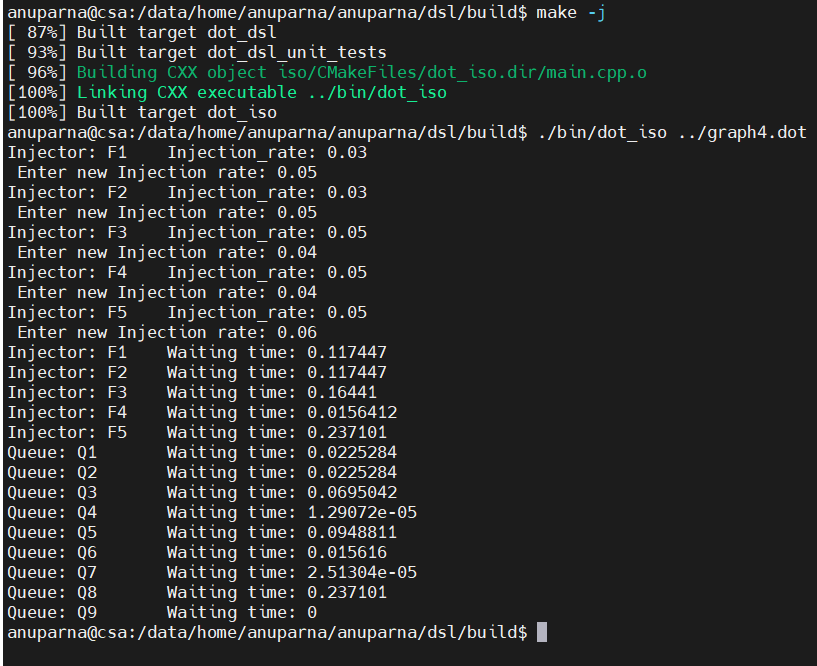 anuparna@csa:/data/home/anuparna/anuparna/dsl/build$ make -j
[ 87%] Built target dot_dsl
[ 93%] Built target dot_dsl_unit_tests
[ 96%] Building CXX object iso/CMakeFiles/dot_iso.dir/main.cpp.o
[100%] Linking CXX executable ../bin/dot_iso
[100%] Built target dot_iso
anuparna@csa:/data/home/anuparna/anuparna/dsl/build$ ./bin/dot_iso ../graph4.dot
Injector: F1    Injection_rate: 0.03
 Enter new Injection rate: 0.05
Injector: F2    Injection_rate: 0.03
 Enter new Injection rate: 0.05
Injector: F3    Injection_rate: 0.05
 Enter new Injection rate: 0.04
Injector: F4    Injection_rate: 0.05
 Enter new Injection rate: 0.04
Injector: F5    Injection_rate: 0.05
 Enter new Injection rate: 0.06
Injector: F1    Waiting time: 0.117447
Injector: F2    Waiting time: 0.117447
Injector: F3    Waiting time: 0.16441
Injector: F4    Waiting time: 0.0156412
Injector: F5    Waiting time: 0.237101
Queue: Q1       Waiting time: 0.0225284
Queue: Q2       Waiting time: 0.0225284
Queue: Q3       Waiting time: 0.0695042
Queue: Q4       Waiting time: 1.29072e-05
Queue: Q5       Waiting time: 0.0948811
Queue: Q6       Waiting time: 0.015616
Queue: Q7       Waiting time: 2.51304e-05
Queue: Q8       Waiting time: 0.237101
Queue: Q9       Waiting time: 0
anuparna@csa:/data/home/anuparna/anuparna/dsl/build$